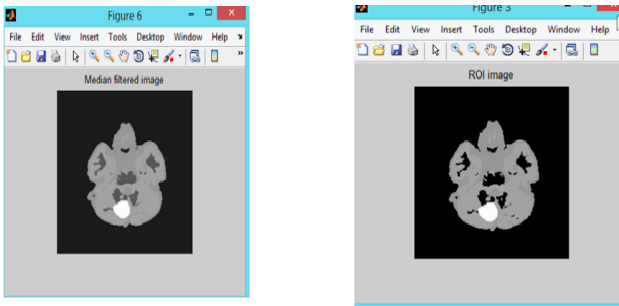 Figure 6
File Edit View Insert Tools Desktop Window Help
Median filtered image
Figure 3
File Edit View Insert Tools Desktop Window Help
ROI image